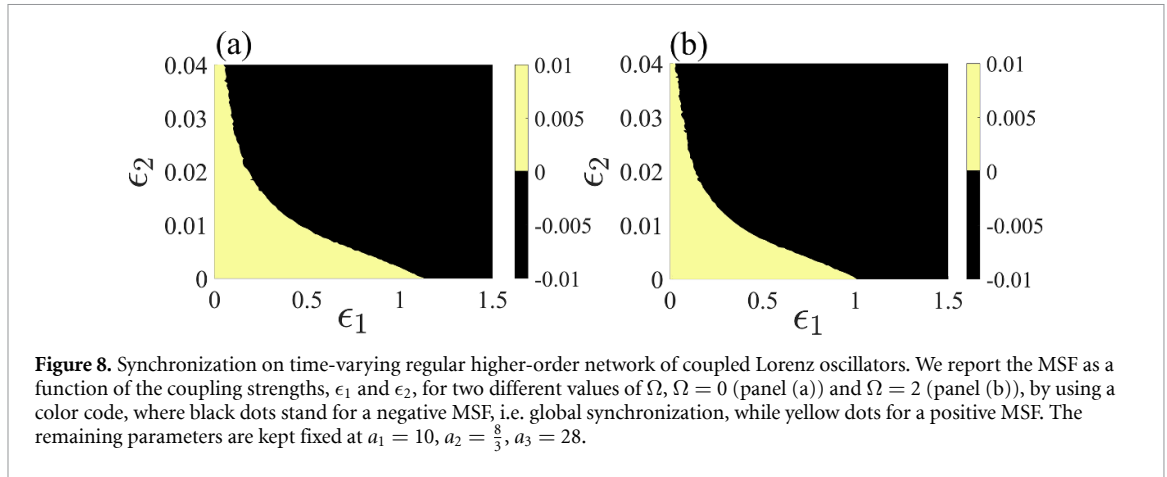 (a)
(b)
0.04
0.03
0.02
0.01
0
ϵ2
0
0.5
1
1.5
ϵ1
0.01
0.005
0
-0.005
-0.01
0.04
0.03
0.02
0.01
0
ϵ2
0
0.5
1
1.5
ϵ1
0.01
0.005
0
-0.005
-0.01
Figure 8. Synchronization on time-varying regular higher-order network of coupled Lorenz oscillators. We report the MSF as a
function of the coupling strengths, ϵ1 and ϵ2, for two different values of Ω, Ω = 0 (panel (a)) and Ω = 2 (panel (b)), by using a
color code, where black dots stand for a negative MSF, i.e. global synchronization, while yellow dots for a positive MSF. The
remaining parameters are kept fixed at a1 = 10, a2 = 8/3, a3 = 28.